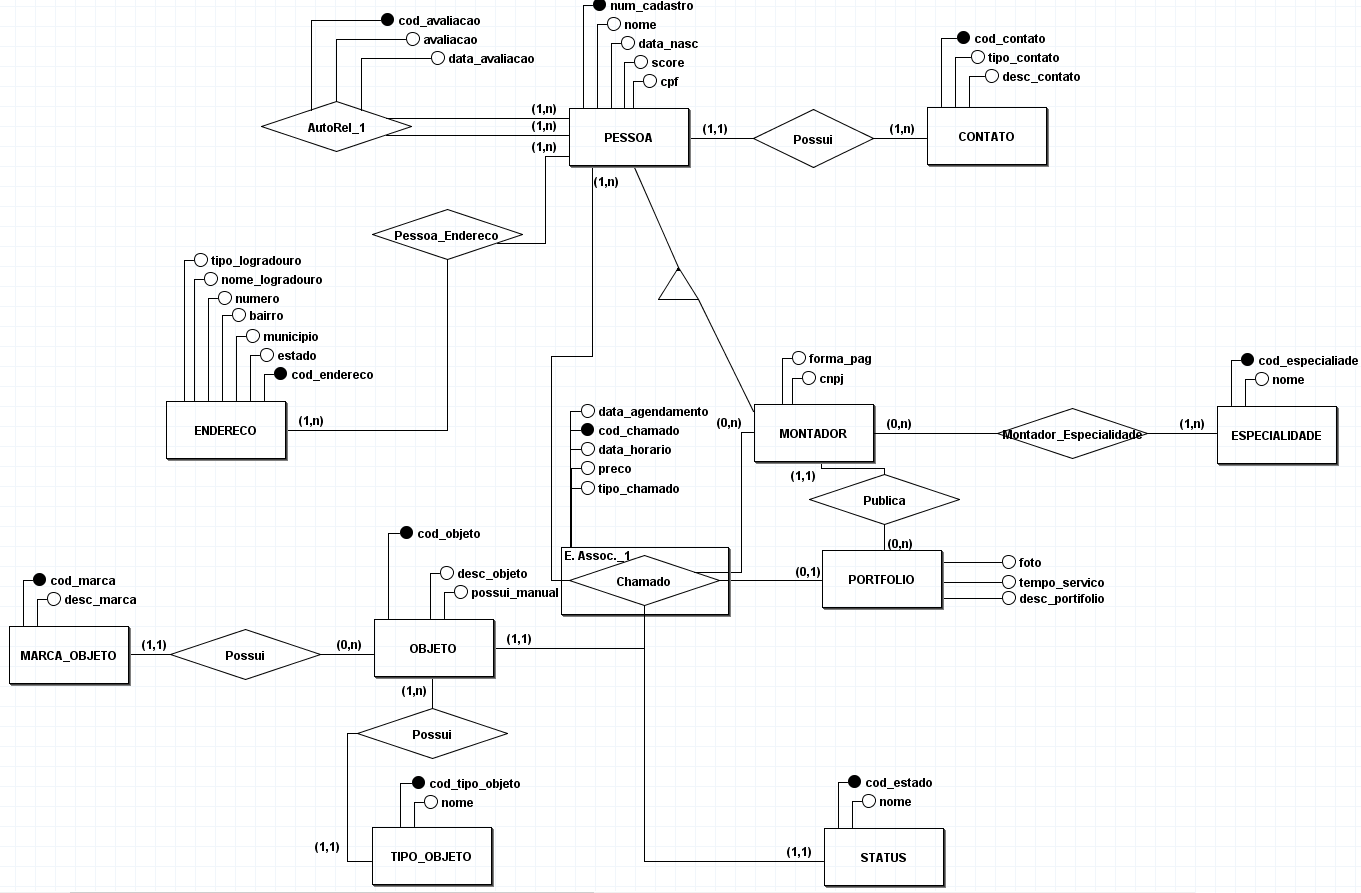 num_cadastro
nome
data_nasc
score
cpf
cod_avaliacao
avaliacao
data_avaliacao
cod_contato
tipo_contato
desc_contato
AutoRel_1
(1,n)
(1,n)
(1,n)
PESSOA
(1,1)
Possui
(1,n)
CONTATO
(1,n)
Pessoa_Endereco
tipo_logradouro
nome_logradouro
numero
bairro
municipio
estado
cod_endereco
ENDERECO
(1,n)
forma_pag
cnpj
cod_especialiade
nome
data_agendamento
cod_chamado
data_horario
preco
tipo_chamado
(0,n)
MONTADOR
(0,n)
Montador_Especialidade
(1,n)
ESPECIALIDADE
(1,1)
Publica
(0,n)
cod_objeto
E. Assoc._1
Chamado
(0,1)
PORTFOLIO
foto
tempo_servico
desc_portifolio
cod_marca
desc_marca
desc_objeto
possui_manual
MARCA_OBJETO
(1,1)
Possui
(0,n)
OBJETO
(1,1)
(1,n)
Possui
cod_tipo_objeto
nome
(1,1)
TIPO_OBJETO
cod_estado
nome
(1,1)
STATUS